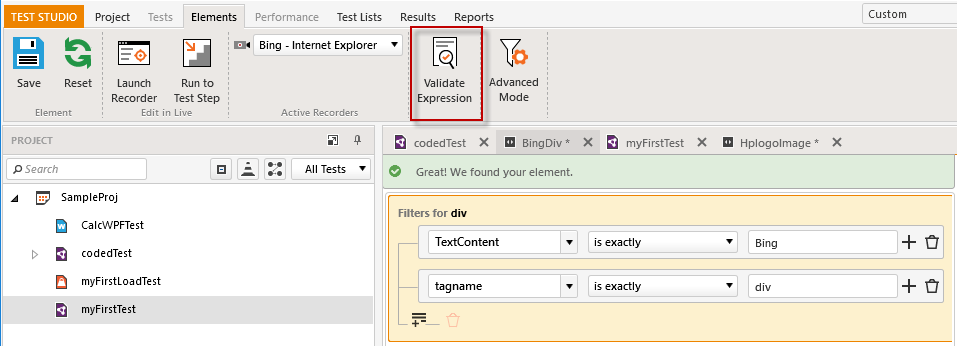 TEST STUDIO Project Tests Elements Performance Test Lists Results Reports Custom
Bing - Internet Explorer
Save Reset Launch Recorder Run to Test Step Validate Expression Advanced Mode
Element Edit in Live Active Recorders
PROJECT
Search All Tests
SampleProj
CalcWPFTest
codedTest
myFirstLoadTest
myFirstTest
codedTest BingDiv * myFirstTest HplogoImage *
Great! We found your element.
Filters for div
TextContent is exactly Bing
tagname is exactly div